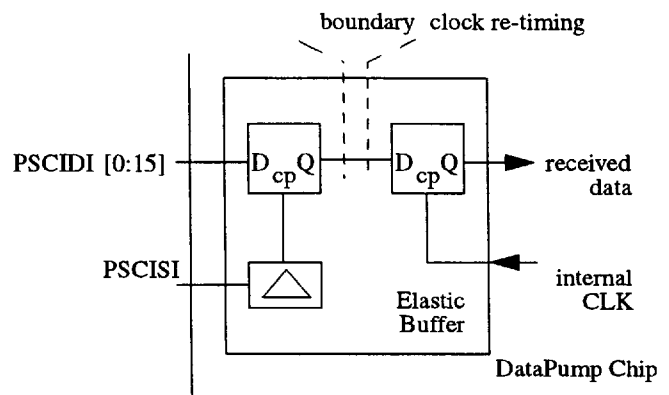 boundary clock re-timing
PSCIDI [0:15]
D cp Q
D cp Q
received
data
PSCISI
internal
CLK
Elastic
Buffer
DataPump Chip